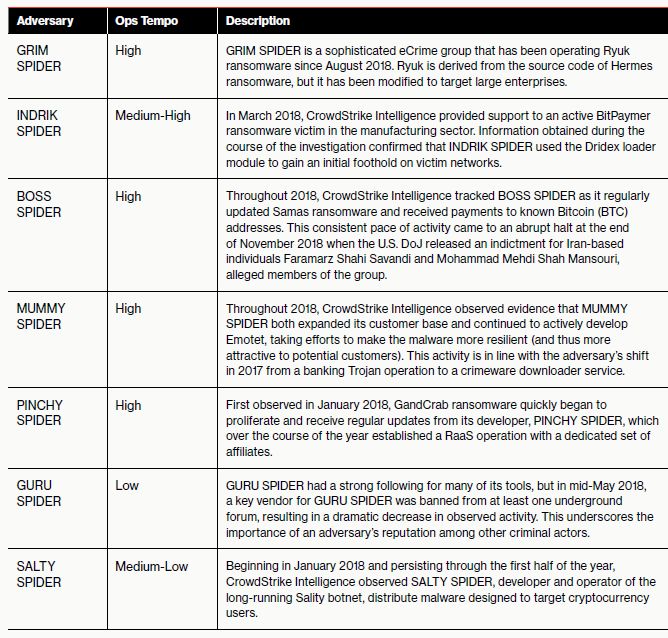 Adversary Ops Tempo Description
GRIM High GRIM SPIDER is a sophisticated eCrime group that has been operating Ryuk
SPIDER ransomware since August 2018. Ryuk is derived from the source code of Hermes
ransomware, but it has been modified to target large enterprises.
INDRIK Medium-High In March 2018, CrowdStrike Intelligence provided support to an active BitPaymer
SPIDER ransomware victim in the manufacturing sector. Information obtained during the
course of the investigation confirmed that INDRIK SPIDER used the Dridex loader
module to gain an initial foothold on victim networks.
BOSS High Throughout 2018, CrowdStrike Intelligence tracked BOSS SPIDER as it regularly
SPIDER updated Samas ransomware and received payments to known Bitcoin (BTC)
addresses. This consistent pace of activity came to an abrupt halt at the end
of November 2018 when the U.S. DoJ released an indictment for Iran-based
individuals Faramarz Shahi Savandi and Mohammad Mehdi Shah Mansouri,
alleged members of the group.
MUMMY High Throughout 2018, CrowdStrike Intelligence observed evidence that MUMMY
SPIDER SPIDER both expanded its customer base and continued to actively develop
Emotet, taking efforts to make the malware more resilient (and thus more
attractive to potential customers). This activity is in line with the adversary's shift
in 2017 from a banking Trojan operation to a crimeware downloader service.
PINCHY High First observed in January 2018, GandCrab ransomware quickly began to
SPIDER proliferate and receive regular updates from its developer, PINCHY SPIDER, which
over the course of the year established a RaaS operation with a dedicated set of
affiliates.
GURU Low GURU SPIDER had a strong following for many of its tools, but in mid-May 2018,
SPIDER a key vendor for GURU SPIDER was banned from at least one underground
forum, resulting in a dramatic decrease in observed activity. This underscores the
importance of an adversary's reputation among other criminal actors.
SALTY Medium-Low Beginning in January 2018 and persisting through the first half of the year,
SPIDER CrowdStrike Intelligence observed SALTY SPIDER, developer and operator of the
long-running Sality botnet, distribute malware designed to target cryptocurrency
users.